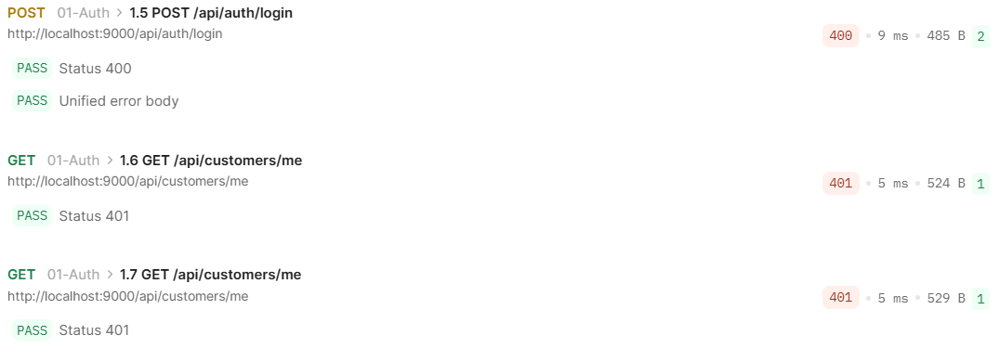 POST 01-Auth > 1.5 POST /api/auth/login
http://localhost:9000/api/auth/login
400 • 9 ms • 485 B 2
PASS Status 400
PASS Unified error body
GET 01-Auth > 1.6 GET /api/customers/me
http://localhost:9000/api/customers/me
401 • 5 ms • 524 B 1
PASS Status 401
GET 01-Auth > 1.7 GET /api/customers/me
http://localhost:9000/api/customers/me
401 • 5 ms • 529 B 1
PASS Status 401